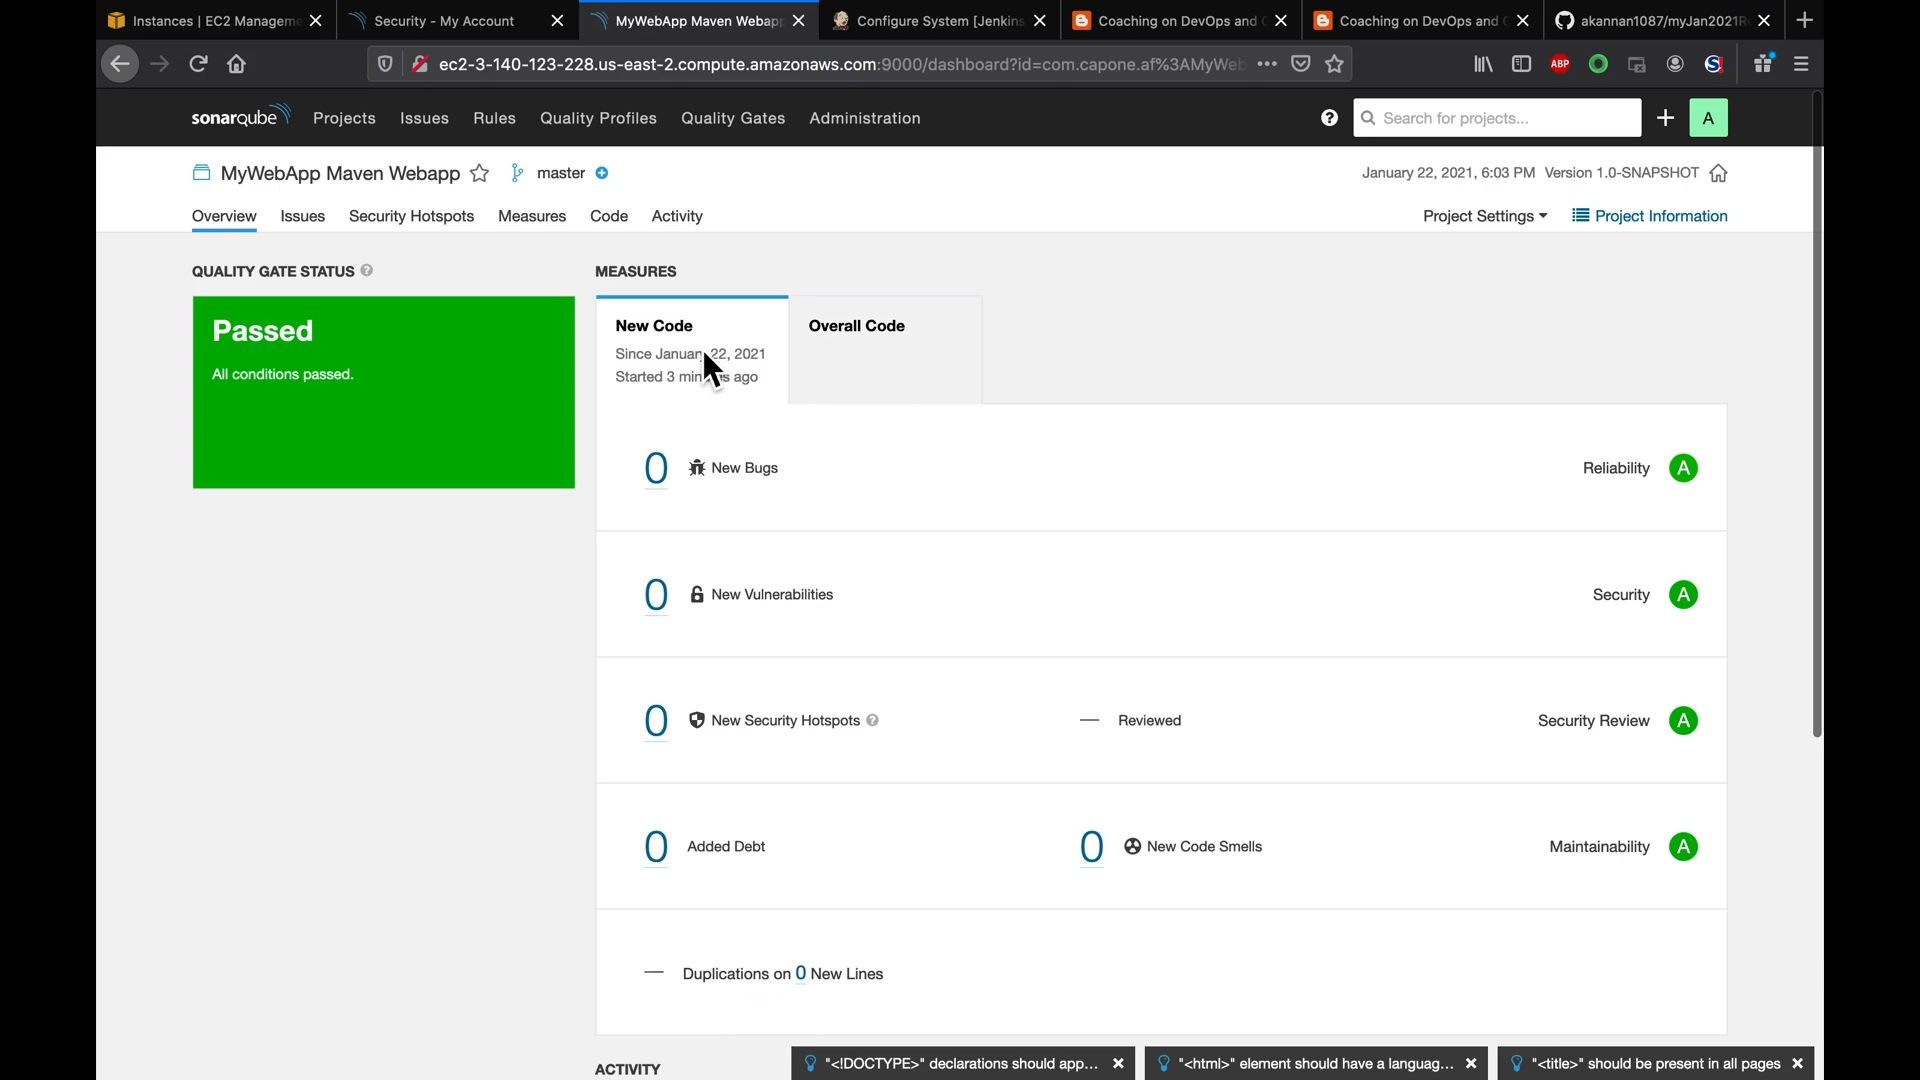 Instances | EC2 Manageme
Security - My Account
MyWebApp Maven Webapp
Configure System [Jenkins
Coaching on DevOps and C
Coaching on DevOps and C
akannan1087/myJan2021R
ec2-3-140-123-228.us-east-2.compute.amazonaws.com:9000/dashboard?id=com.capone.af%3AMyWeb
ABP
sonarqube
Projects
Issues
Rules
Quality Profiles
Quality Gates
Administration
Search for projects...
A
MyWebApp Maven Webapp
master
January 22, 2021, 6:03 PM Version 1.0-SNAPSHOT
Overview
Issues
Security Hotspots
Measures
Code
Activity
Project Settings
Project Information
QUALITY GATE STATUS
MEASURES
Passed
All conditions passed.
New Code
Since January 22, 2021
Started 3 minutes ago
Overall Code
0 New Bugs
Reliability A
0 New Vulnerabilities
Security A
0 New Security Hotspots
— Reviewed
Security Review A
0 Added Debt
0 New Code Smells
Maintainability A
— Duplications on 0 New Lines
ACTIVITY
"<!DOCTYPE>" declarations should app...
"<html>" element should have a languag...
"<title>" should be present in all pages